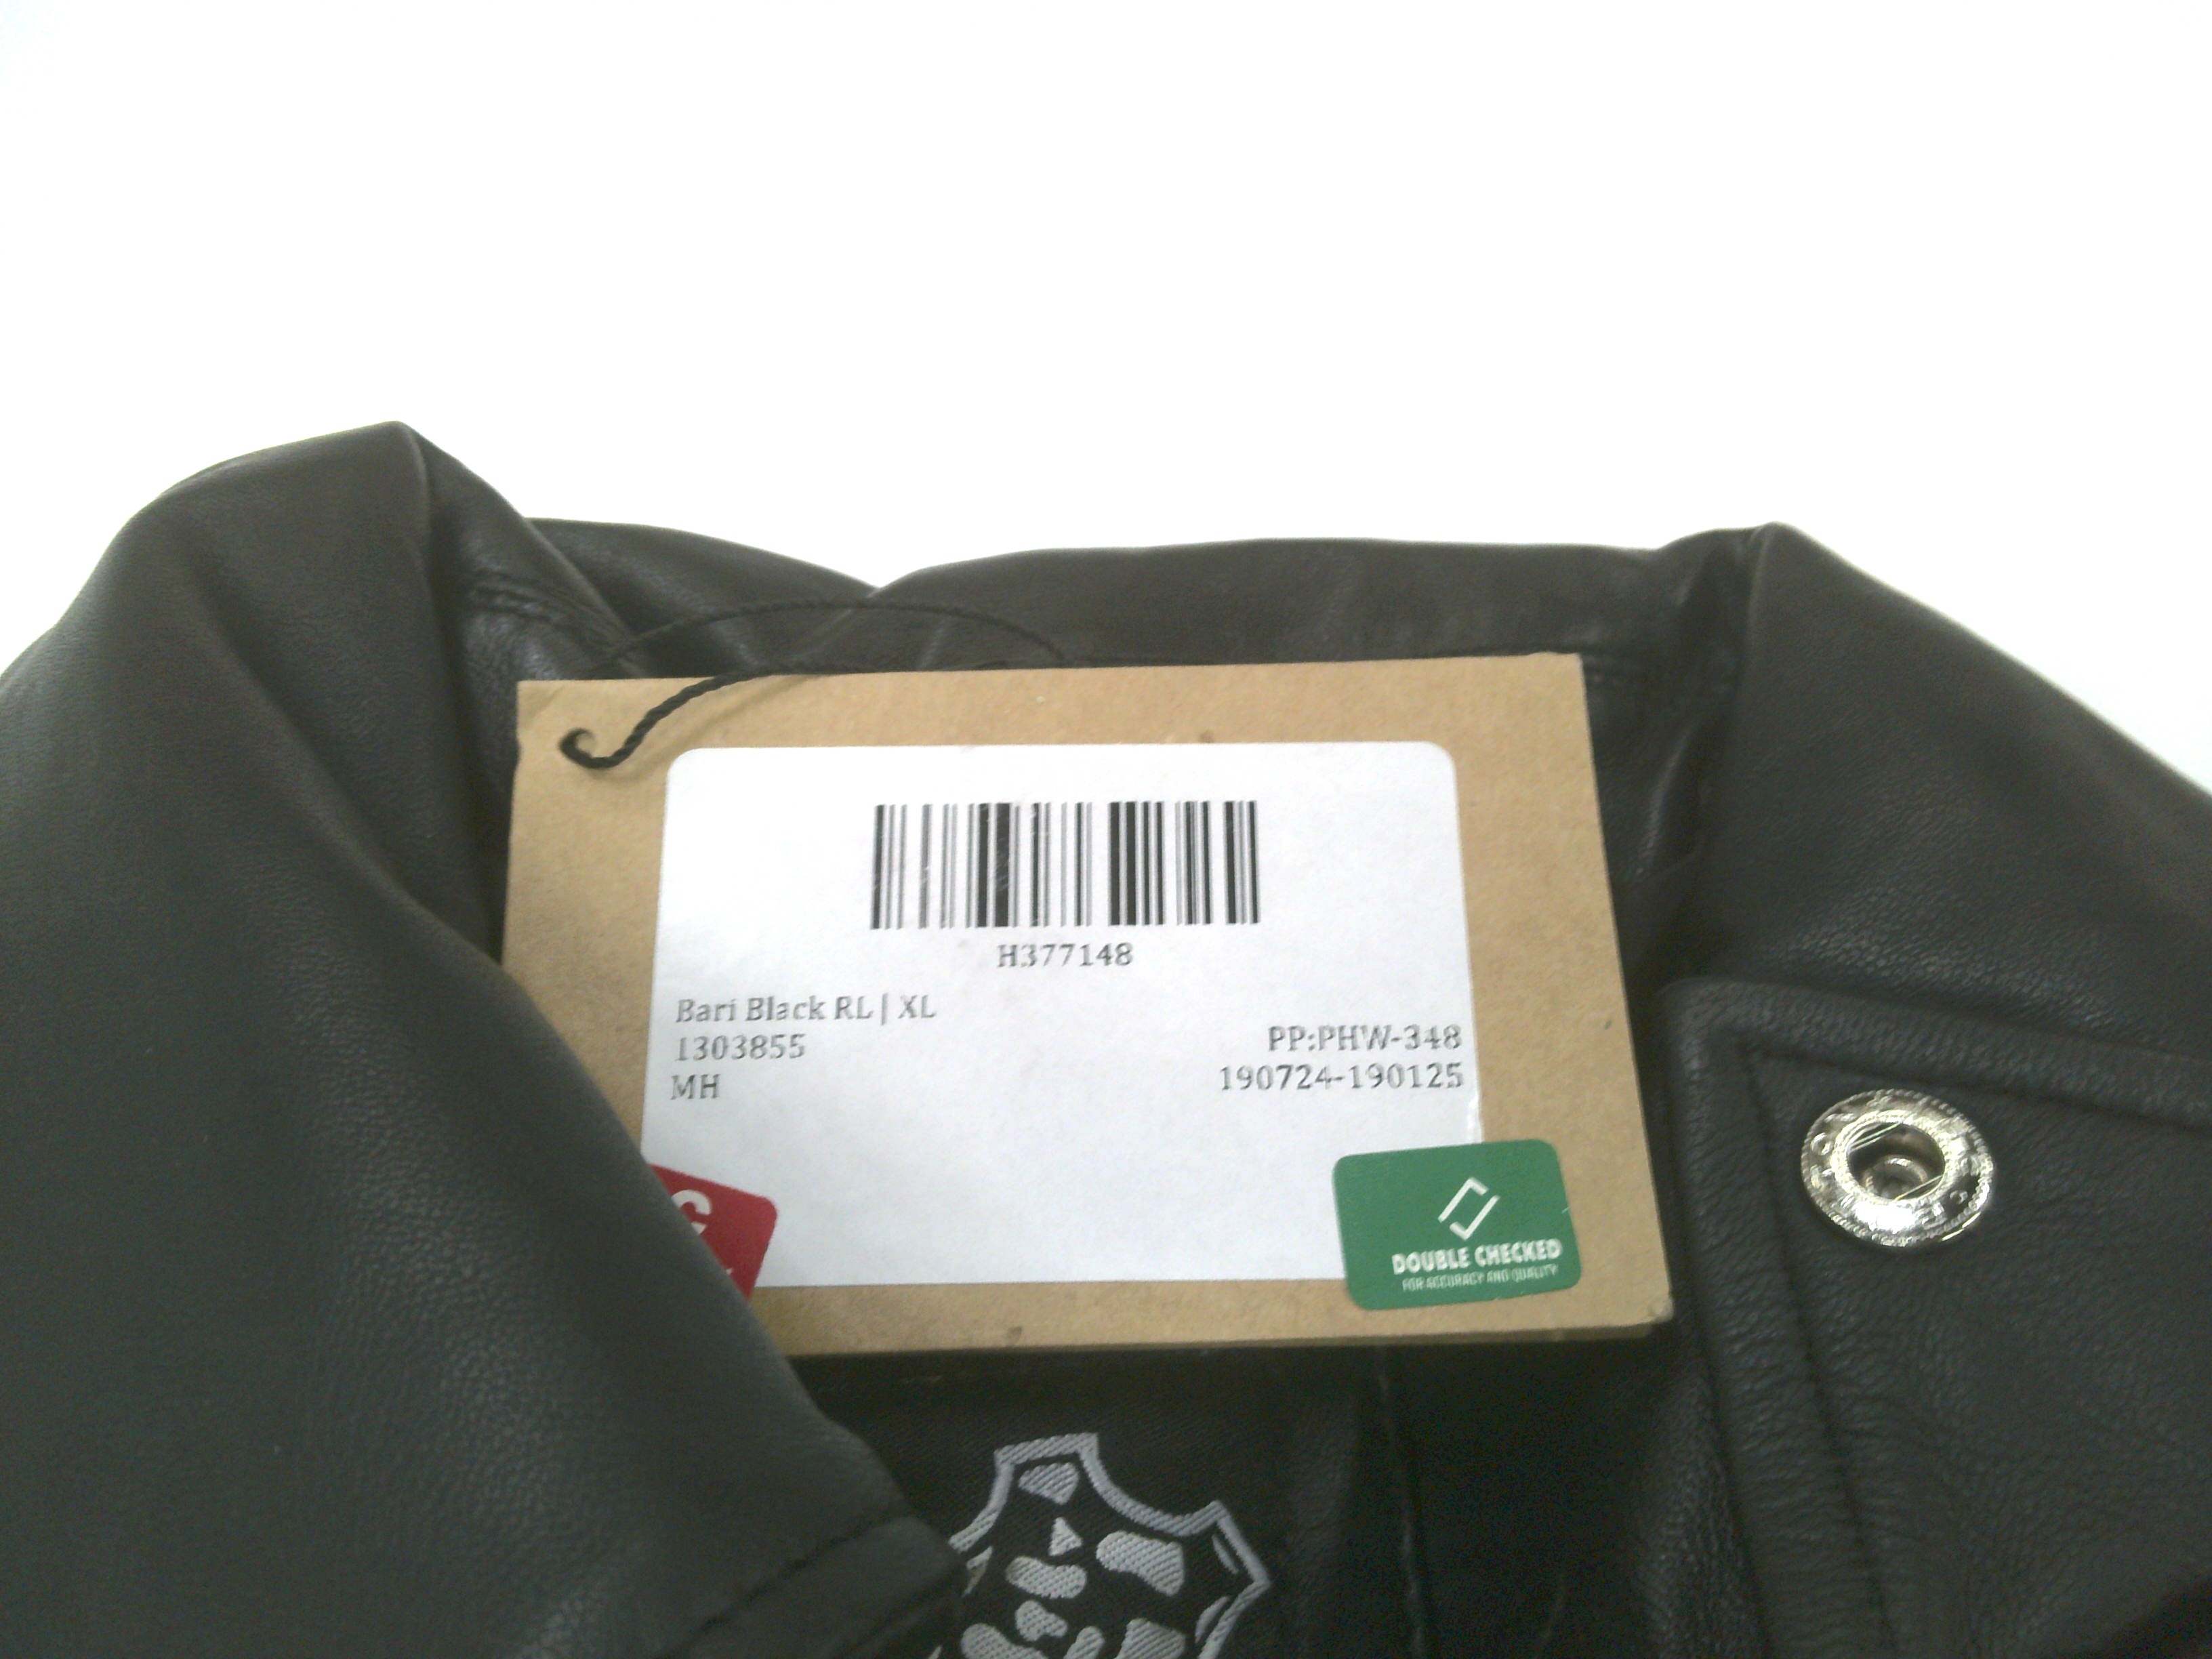 H377148
Bari Black RL | XL
1303855
MH
PP:PHW-348
190724-190125
DOUBLE CHECKED
FOR ACCURACY AND QUALITY